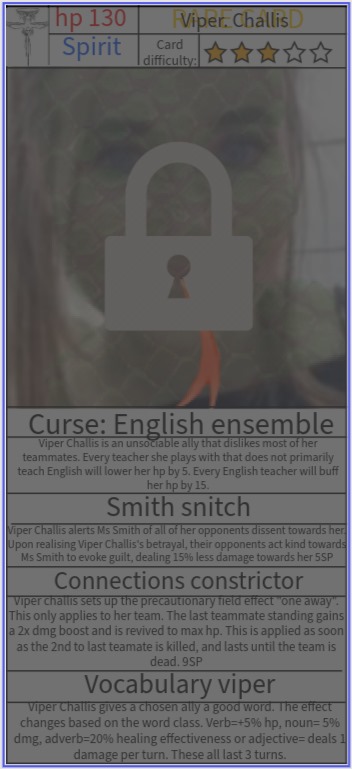 hp 130
RARE CARD
Viper. Challis
Spirit
Card
difficulty:
Curse: English ensemble
Viper Challis is an unsociable ally that dislikes most of her
teammates. Every teacher she plays with that does not primarily
teach English will lower her hp by 5. Every English teacher will buff
her hp by 15.
Smith snitch
Viper Challis alerts Ms Smith of all of her opponents dissent towards her.
Upon realising Viper Challis's betrayal, their opponents act kind towards
Ms Smith to evoke guilt, dealing 15% less damage towards her 5SP
Connections constrictor
Viper challis sets up the precautionary field effect "one away".
This only applies to her team. The last teammate standing gains
a 2x dmg boost and is revived to max hp. This is applied as soon
as the 2nd to last teamate is killed, and lasts until the team is
dead. 9SP
Vocabulary viper
Viper Challis gives a chosen ally a good word. The effect
changes based on the word class. Verb=+5% hp, noun= 5%
dmg, adverb=20% healing effectiveness or adjective= deals 1
damage per turn. These all last 3 turns.